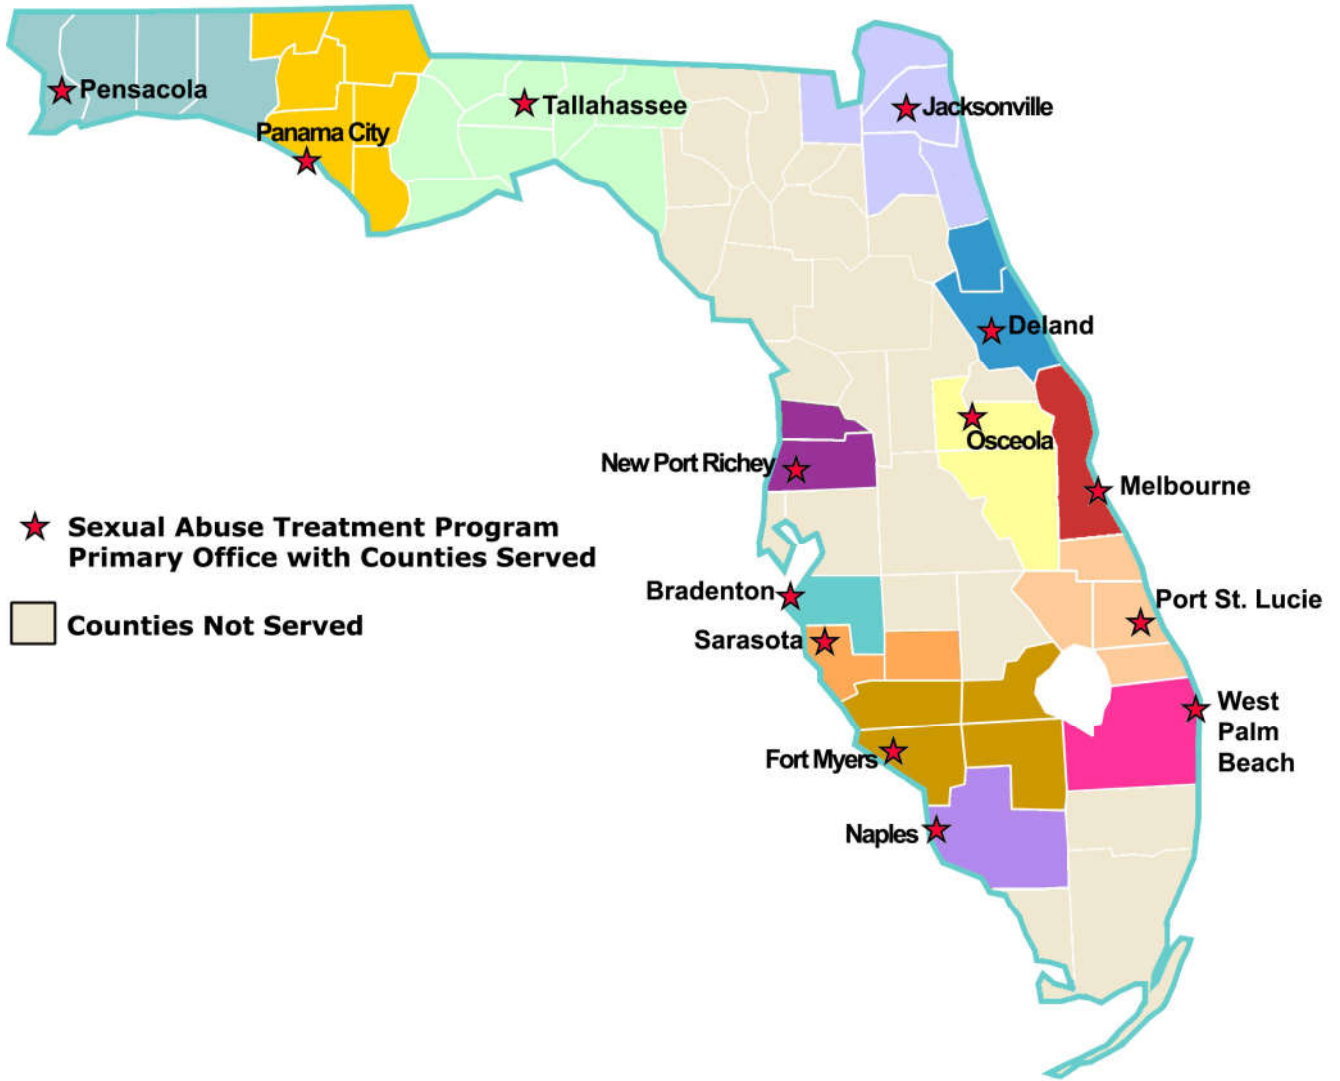 Pensacola
Tallahassee
Jacksonville
Panama City
Deland
Osceola
New Port Richey
Melbourne
Sexual Abuse Treatment Program
Primary Office with Counties Served
Bradenton
Port St. Lucie
Counties Not Served
Sarasota
West
Palm
Beach
Fort Myers
Naples